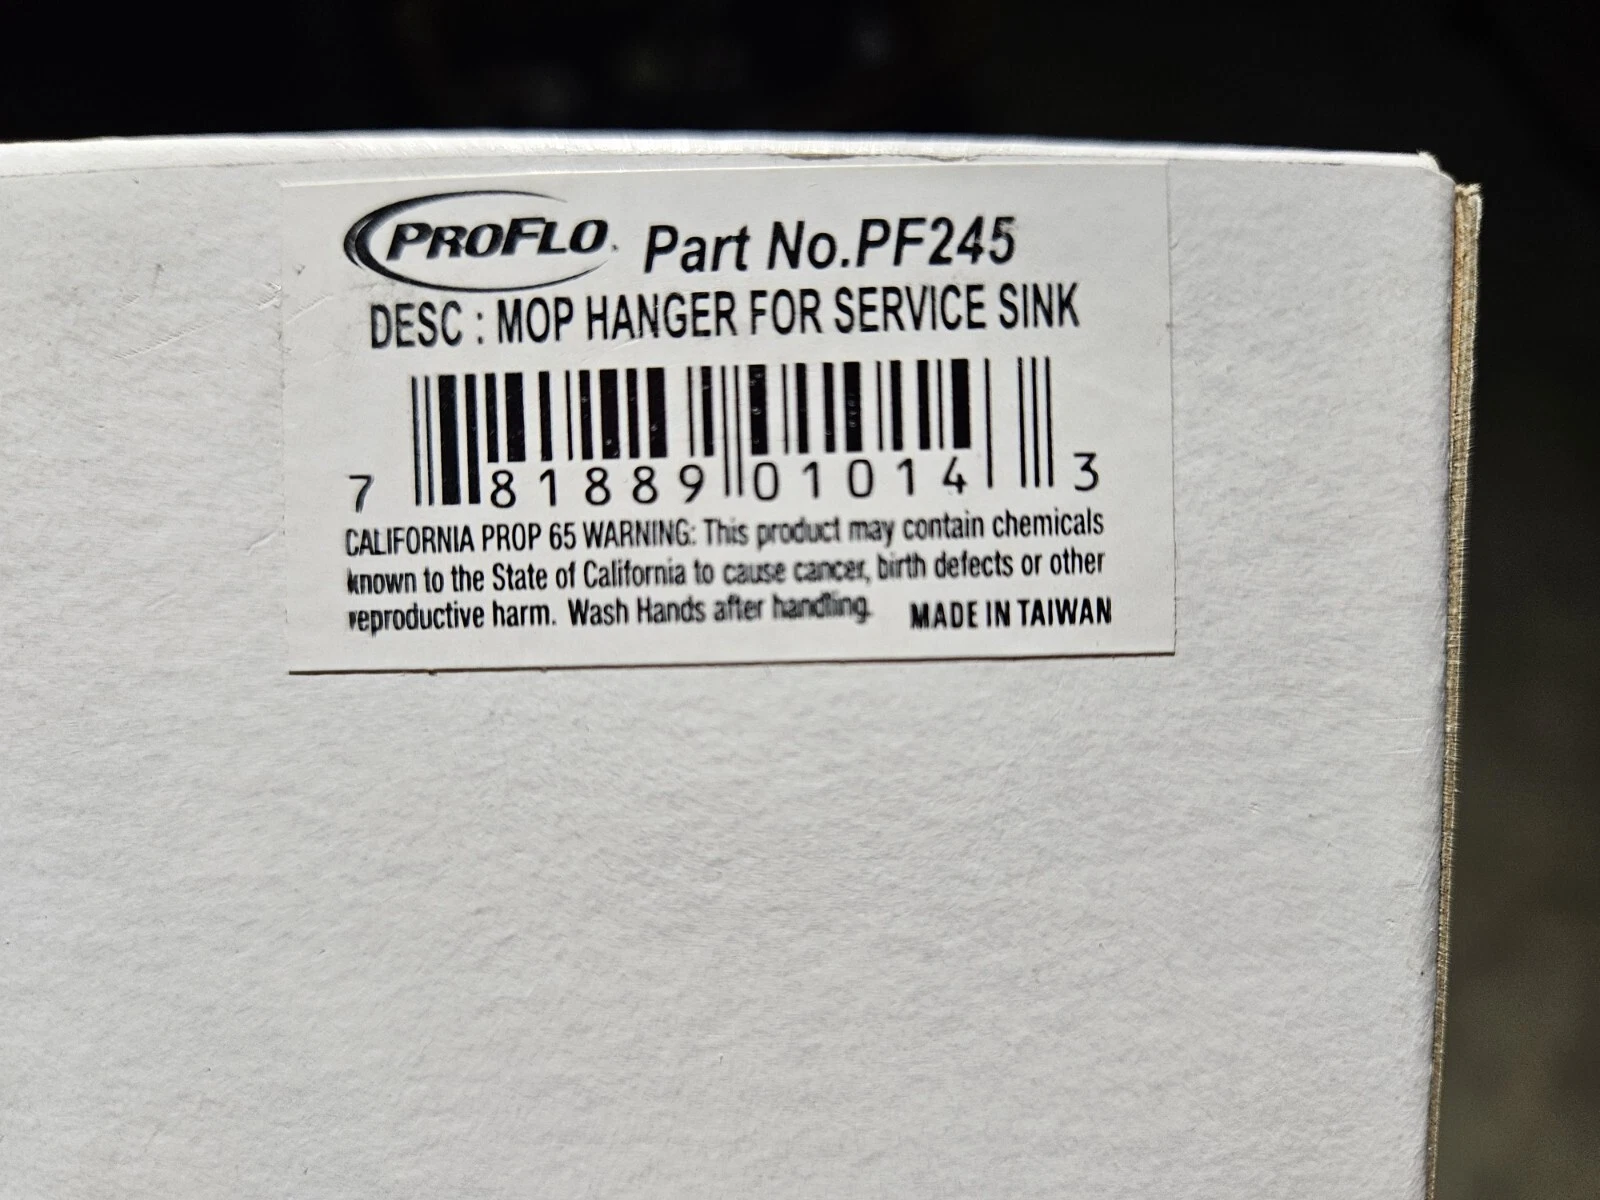 PROFLO. Part No.PF245
DESC : MOP HANGER FOR SERVICE SINK
7 81889 01014 3
CALIFORNIA PROP 65 WARNING: This product may contain chemicals
known to the State of California to cause cancer, birth defects or other
reproductive harm. Wash Hands after handling. MADE IN TAIWAN